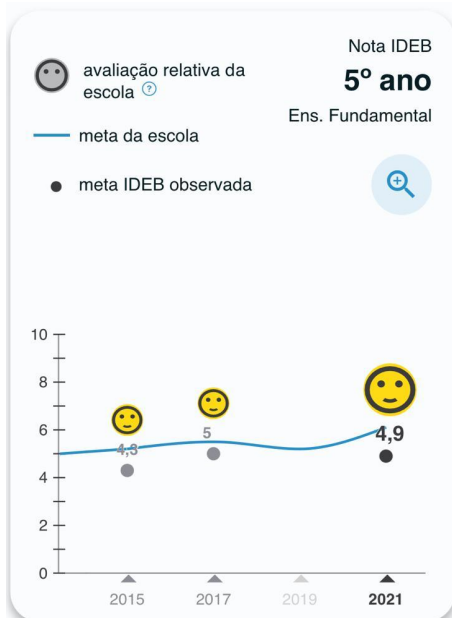 Nota IDEB
5º ano
Ens. Fundamental
avaliação relativa da
escola ?
meta da escola
meta IDEB observada
10
8
6
4
2
0
4,3
5
4,9
2015
2017
2019
2021